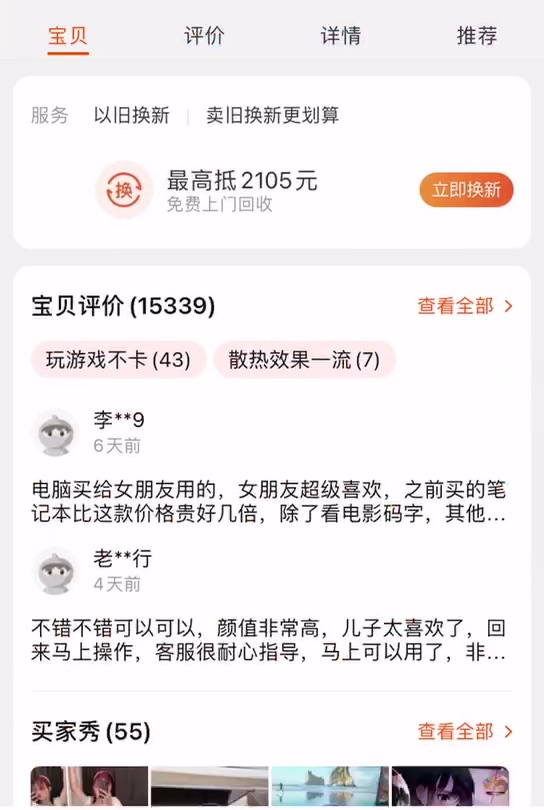 宝贝 评价 详情 推荐
服务 以旧换新 卖旧换新更划算
换 最高抵2105元 立即换新
免费上门回收
宝贝评价(15339) 查看全部
玩游戏不卡(43) 散热效果一流(7)
李**9
6天前
电脑买给女朋友用的，女朋友超级喜欢，之前买的笔
记本比这款价格贵好几倍，除了看电影码字，其他...
老**行
4天前
不错不错可以可以，颜值非常高，儿子太喜欢了，回
来马上操作，客服很耐心指导，马上可以用了，非...
买家秀(55) 查看全部